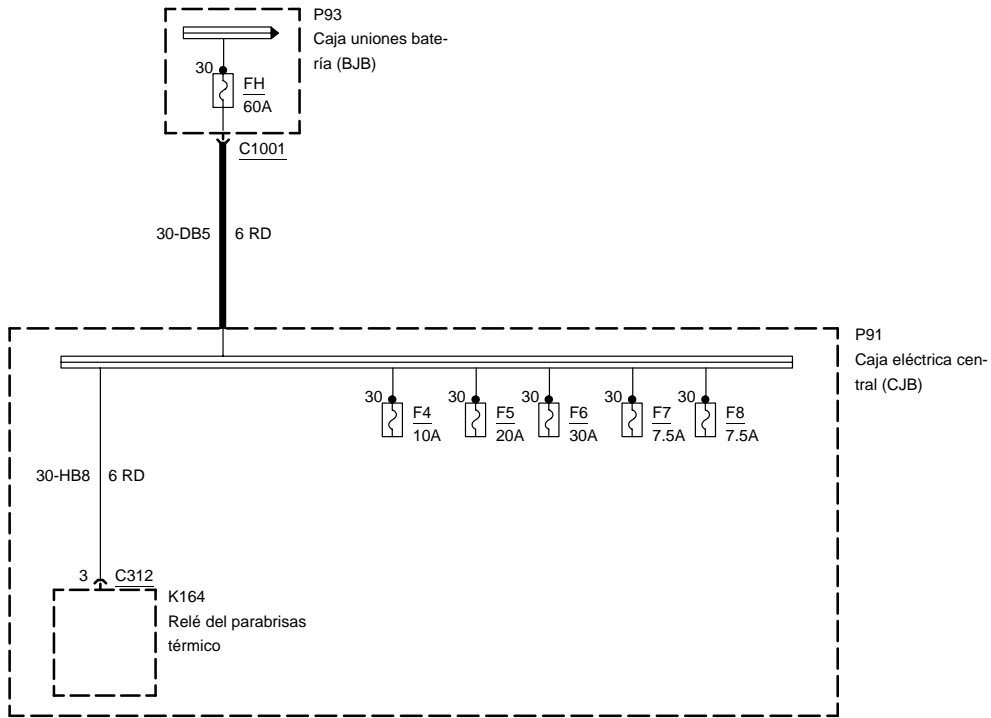 P93
Caja uniones bate-
ría (BJB)
30
FH
60A
C1001
30-DB5
6 RD
P91
Caja eléctrica cen-
tral (CJB)
30
F4
10A
30
F5
20A
30
F6
30A
30
F7
7.5A
30
F8
7.5A
30-HB8
6 RD
3
C312
K164
Relé del parabrisas
térmico